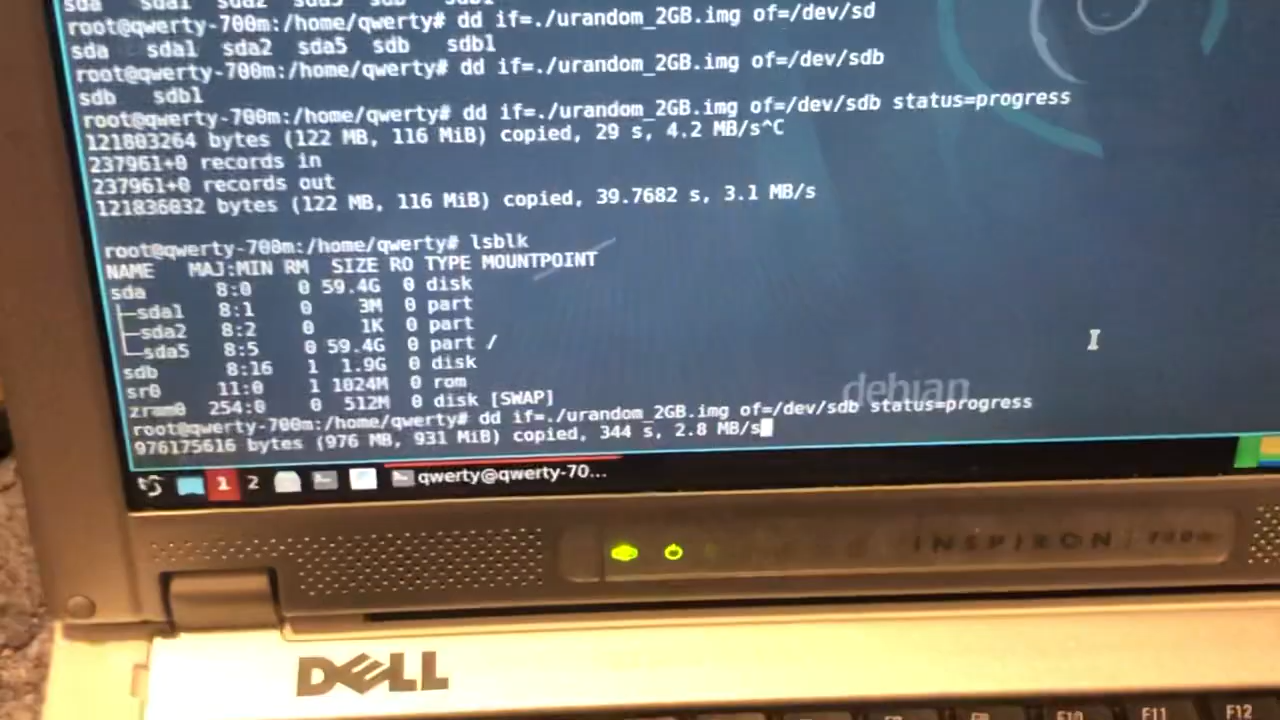 sda sda1 sda2 sda5 sdb sdb1
root@qwerty-700m:/home/qwerty# dd if=./urandom_2GB.img of=/dev/sd
sda sda1 sda2 sda5 sdb sdb1
root@qwerty-700m:/home/qwerty# dd if=./urandom_2GB.img of=/dev/sdb
sdb sdb1
root@qwerty-700m:/home/qwerty# dd if=./urandom_2GB.img of=/dev/sdb status=progress
121803264 bytes (122 MB, 116 MiB) copied, 29 s, 4.2 MB/s^C
237961+0 records in
237961+0 records out
121836032 bytes (122 MB, 116 MiB) copied, 39.7682 s, 3.1 MB/s
root@qwerty-700m:/home/qwerty# lsblk
NAME MAJ:MIN RM SIZE RO TYPE MOUNTPOINT
sda 8:0 0 59.4G 0 disk
├─sda1 8:1 0 3M 0 part
├─sda2 8:2 0 1K 0 part
└─sda5 8:5 0 59.4G 0 part /
sdb 8:16 1 1.9G 0 disk
sr0 11:0 1 1024M 0 rom
zram0 254:0 0 512M 0 disk [SWAP]
debian
root@qwerty-700m:/home/qwerty# dd if=./urandom_2GB.img of=/dev/sdb status=progress
976175616 bytes (976 MB, 931 MiB) copied, 344 s, 2.8 MB/s
1 2 qwerty@qwerty-70...
INSPIRON 700m
DELL
F10 F11 F12